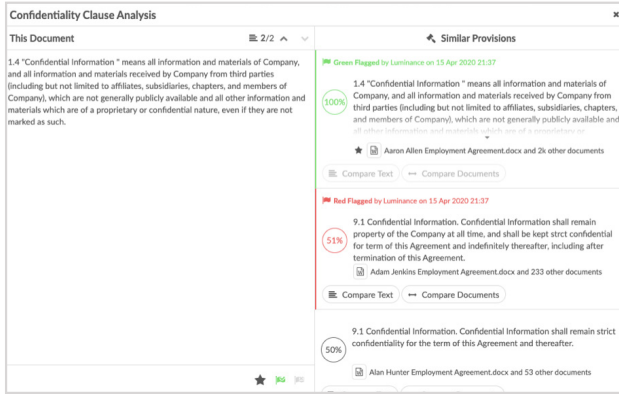 Confidentiality Clause Analysis
This Document
2/2
1.4 "Confidential Information " means all information and materials of Company,
and all information and materials received by Company from third parties
(including but not limited to affiliates, subsidiaries, chapters, and members of
Company), which are not generally publicly available and all other information and
materials which are of a proprietary or confidential nature, even if they are not
marked as such.
Similar Provisions
Green Flagged by Luminance on 15 Apr 2020 21:37
100%
1.4 "Confidential Information " means all information and materials of
Company, and all information and materials received by Company from
third parties (including but not limited to affiliates, subsidiaries, chapters,
and members of Company), which are not generally publicly available and
all other information and materials which are of a proprietary or
Aaron Allen Employment Agreement.docx and 2k other documents
Compare Text
Compare Documents
Red Flagged by Luminance on 15 Apr 2020 21:37
51%
9.1 Confidential Information. Confidential Information shall remain
property of the Company at all time, and shall be kept strct confidential
for term of this Agreement and indefinitely thereafter, including after
termination of this Agreement.
Adam Jenkins Employment Agreement.docx and 233 other documents
Compare Text
Compare Documents
50%
9.1 Confidential Information. Confidential Information shall remain strict
confidentiality for the term of this Agreement and thereafter.
Alan Hunter Employment Agreement.docx and 53 other documents